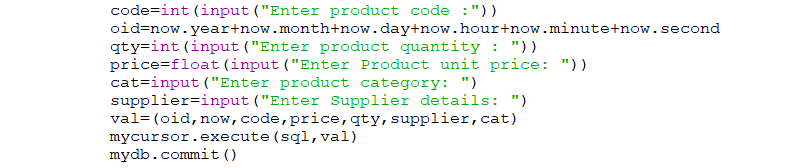 code=int(input("Enter product code :"))
oid=now.year+now.month+now.day+now.hour+now.minute+now.second
qty=int(input("Enter product quantity : "))
price=float(input("Enter Product unit price: "))
cat=input("Enter product category: ")
supplier=input("Enter Supplier details: ")
val=(oid,now,code,price,qty,supplier,cat)
mycursor.execute(sql,val)
mydb.commit()